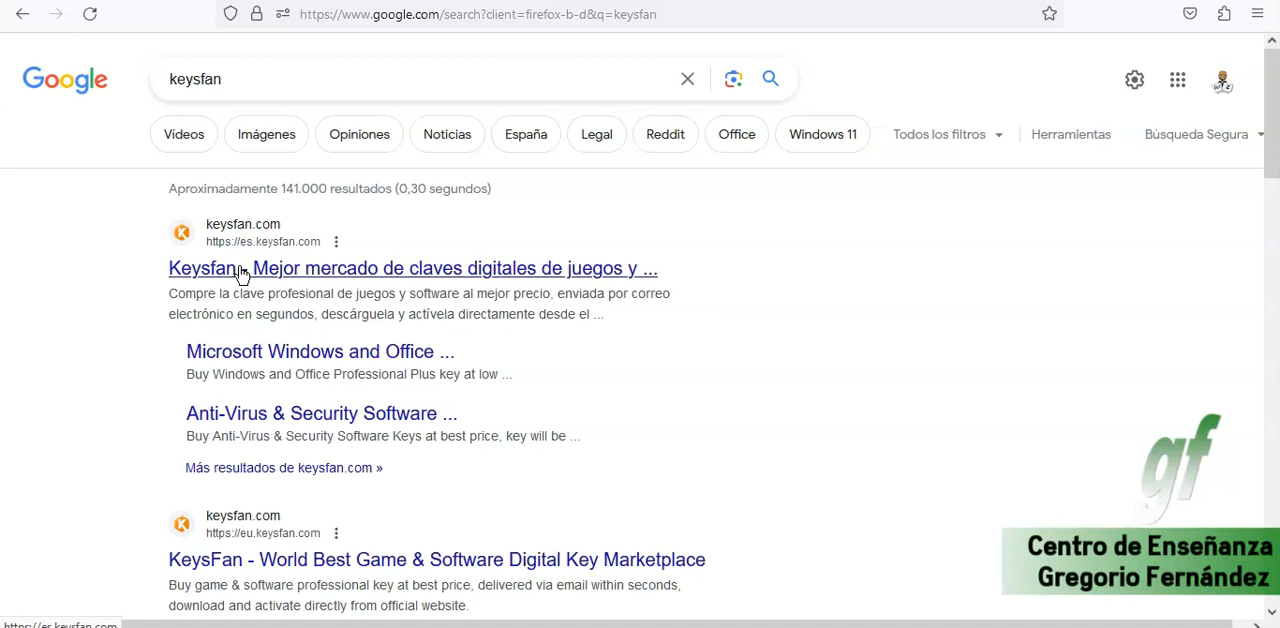 https://www.google.com/search?client=firefox-b-d&q=keysfan
Google
keysfan
Vídeos
Imágenes
Opiniones
Noticias
España
Legal
Reddit
Office
Windows 11
Todos los filtros
Herramientas
Búsqueda Segura
Aproximadamente 141.000 resultados (0,30 segundos)
keysfan.com
https://es.keysfan.com
Keysfan - Mejor mercado de claves digitales de juegos y ...
Compre la clave profesional de juegos y software al mejor precio, enviada por correo
electrónico en segundos, descárguela y actívela directamente desde el ...
Microsoft Windows and Office ...
Buy Windows and Office Professional Plus key at low ...
Anti-Virus & Security Software ...
Buy Anti-Virus & Security Software Keys at best price, key will be ...
Más resultados de keysfan.com »
keysfan.com
https://eu.keysfan.com
KeysFan - World Best Game & Software Digital Key Marketplace
Buy game & software professional key at best price, delivered via email within seconds,
download and activate directly from official website.
gf
Centro de Enseñanza
Gregorio Fernández
https://es.keysfan.com